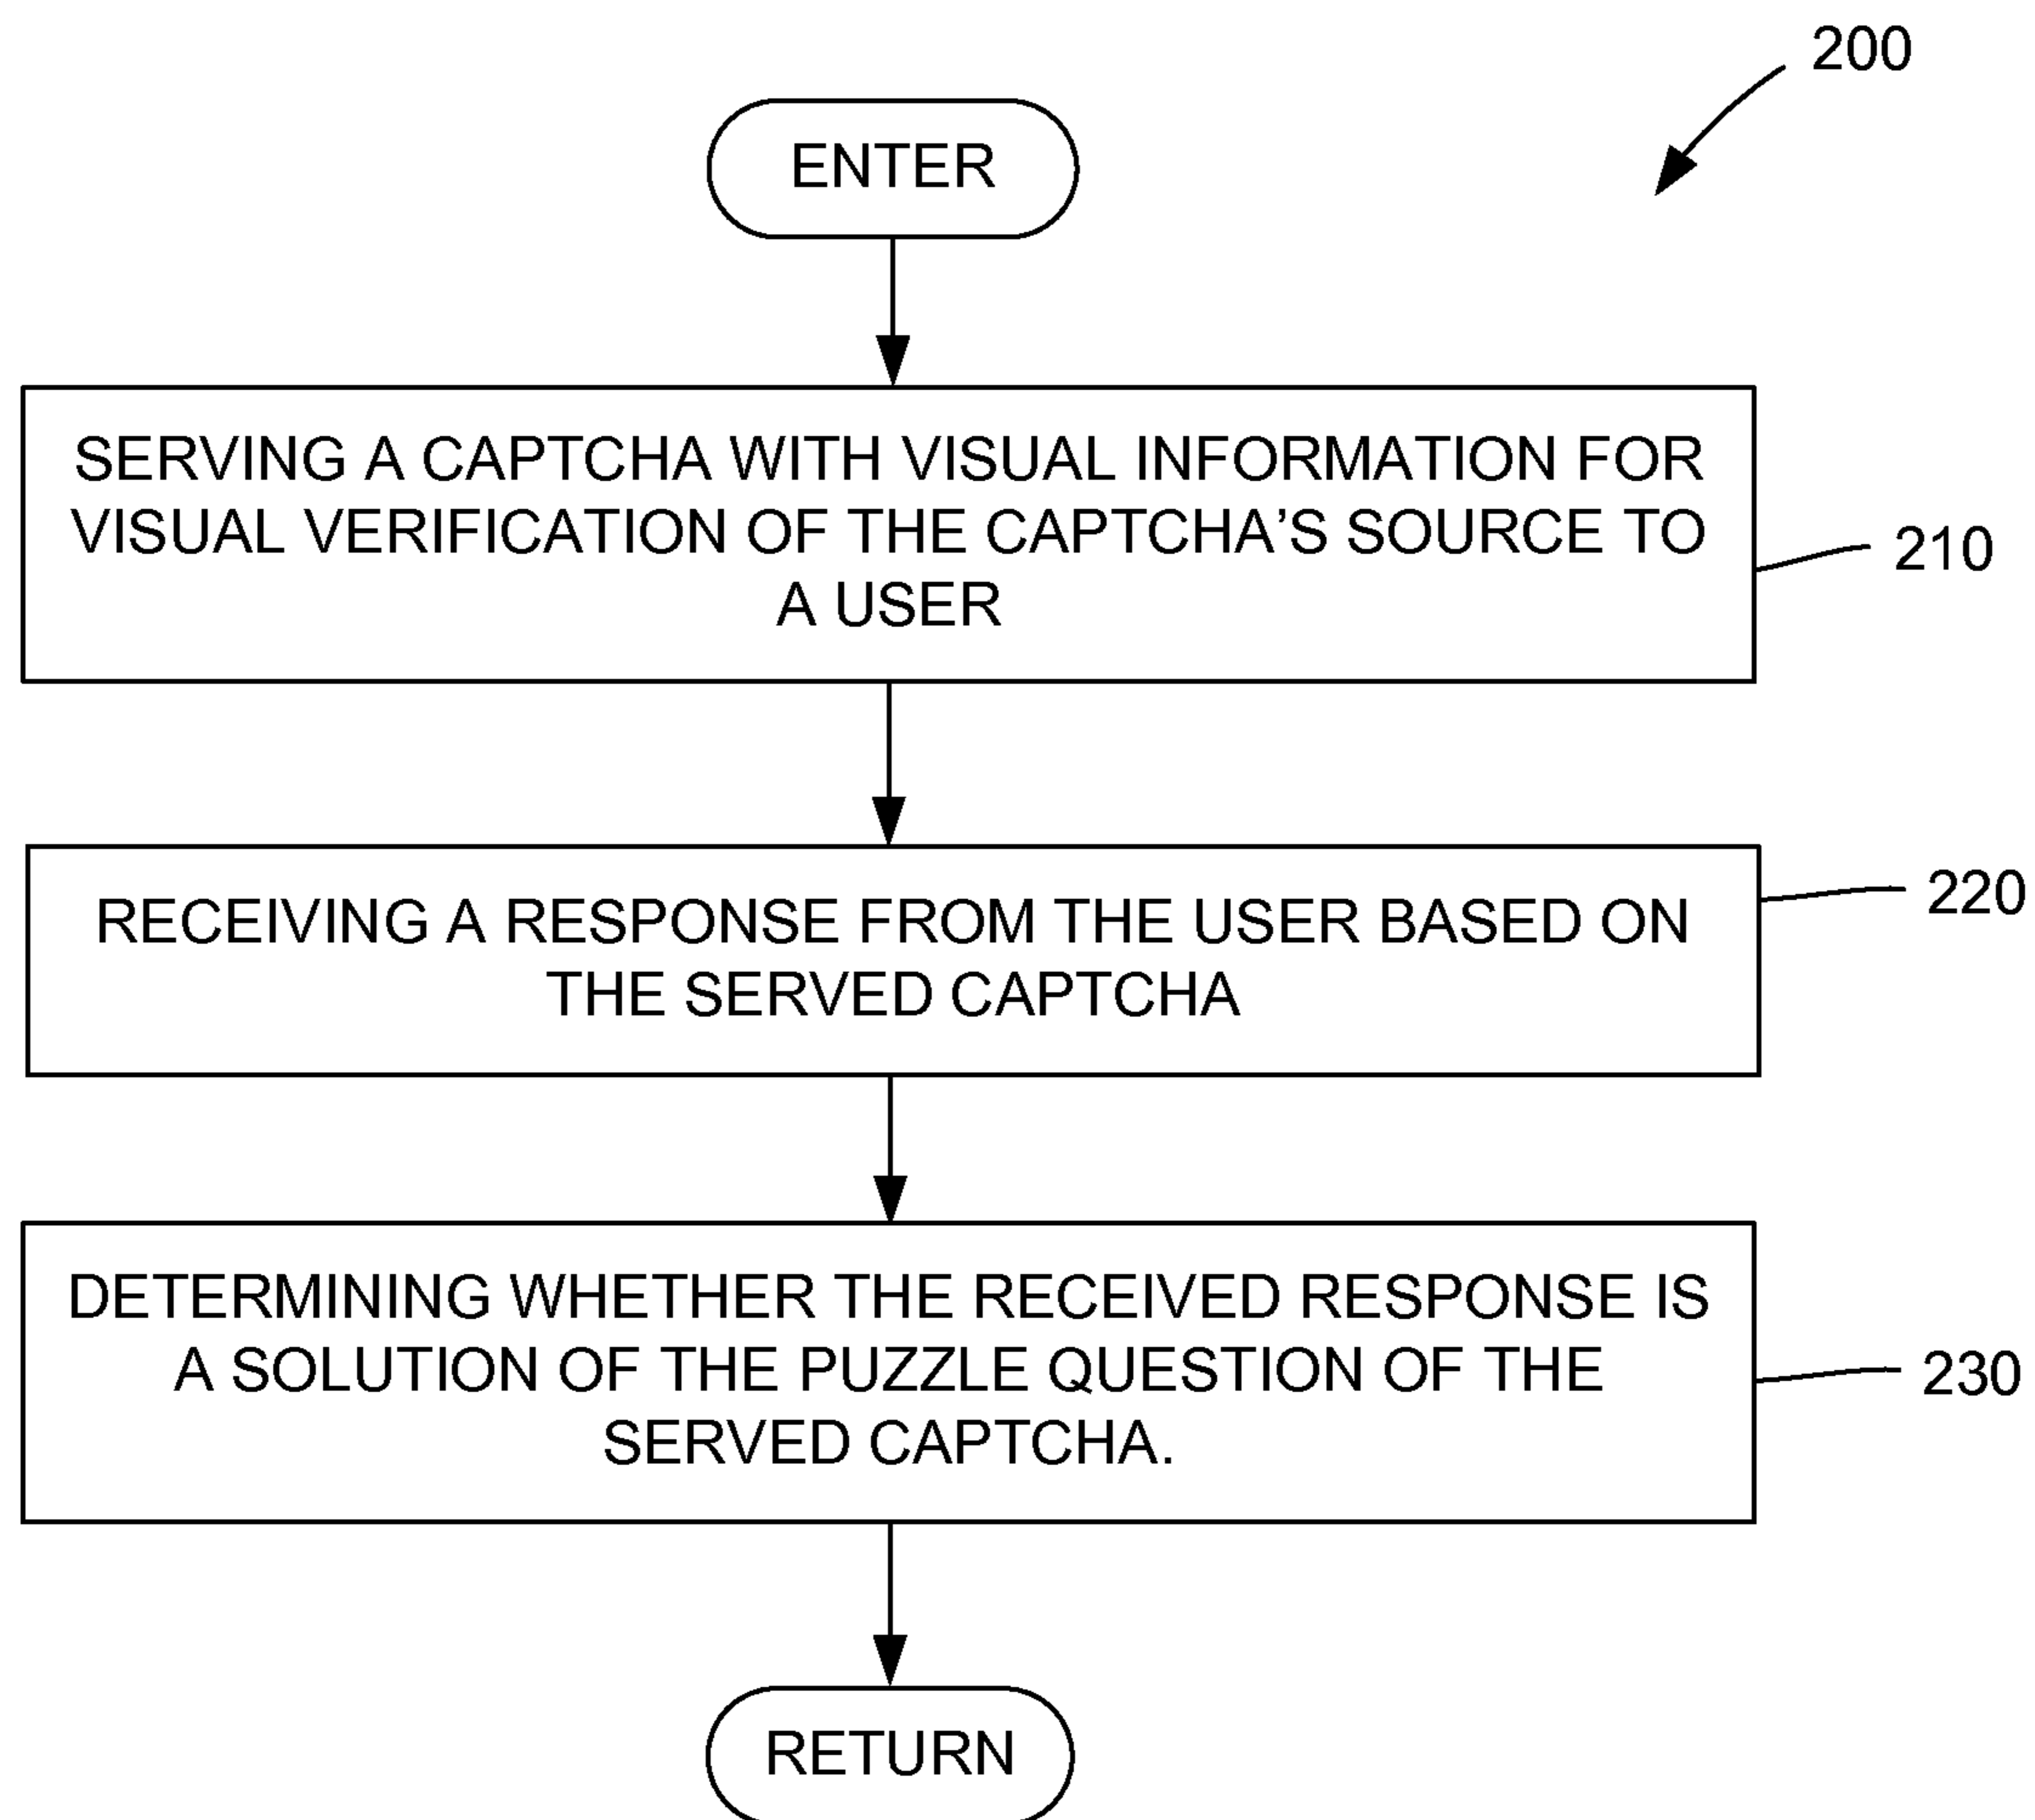 200
ENTER
SERVING A CAPTCHA WITH VISUAL INFORMATION FOR
VISUAL VERIFICATION OF THE CAPTCHA’S SOURCE TO
A USER
210
RECEIVING A RESPONSE FROM THE USER BASED ON
THE SERVED CAPTCHA
220
DETERMINING WHETHER THE RECEIVED RESPONSE IS
A SOLUTION OF THE PUZZLE QUESTION OF THE
SERVED CAPTCHA.
230
RETURN